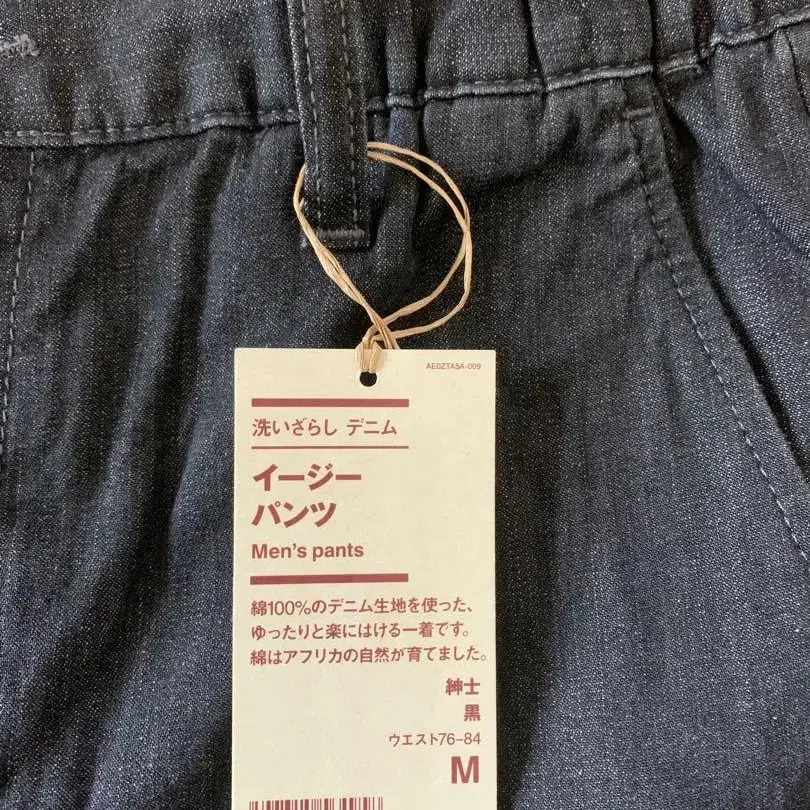 AE0ZTA5A-009
洗いざらし デニム
イージー
パンツ
Men's pants
綿100%のデニム生地を使った、
ゆったりと楽にはける一着です。
綿はアフリカの自然が育てました。
紳士
黒
ウエスト76-84
M